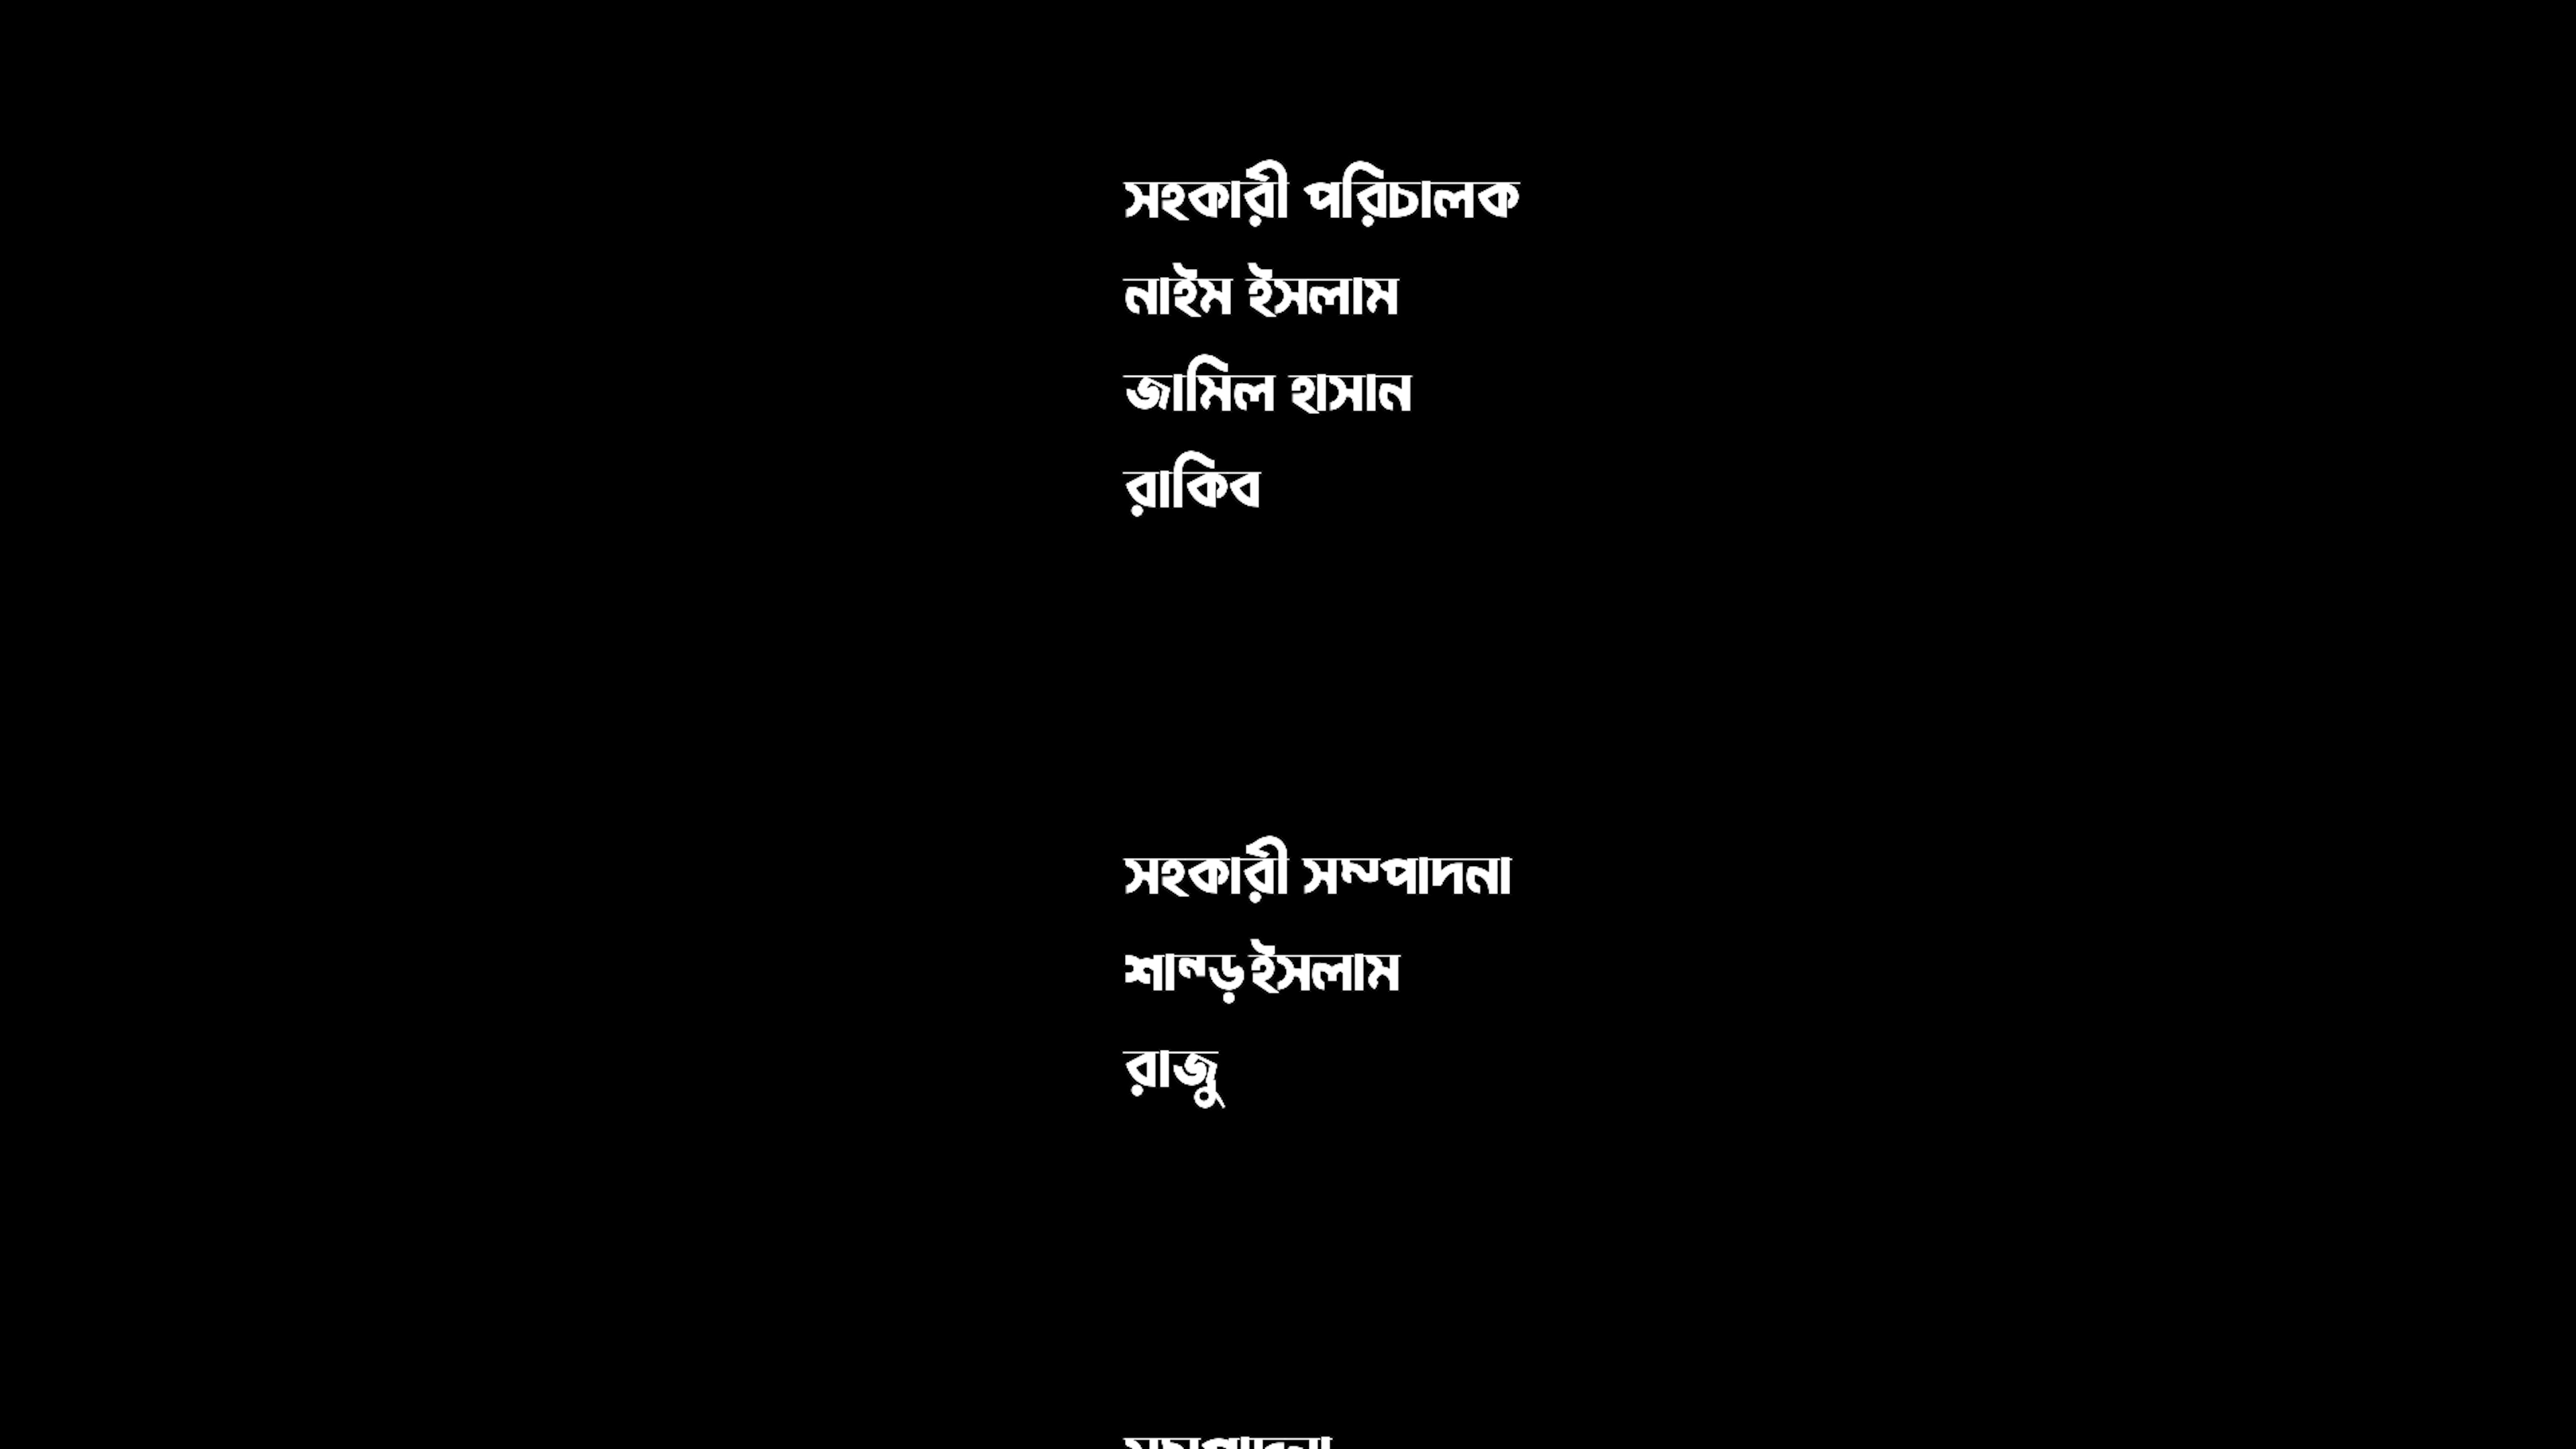 সহকারী পরিচালক
নাইম ইসলাম
জামিল হাসান
রাকিব
সহকারী সম্পাদনা
শান্ড় ইসলাম
রাজু